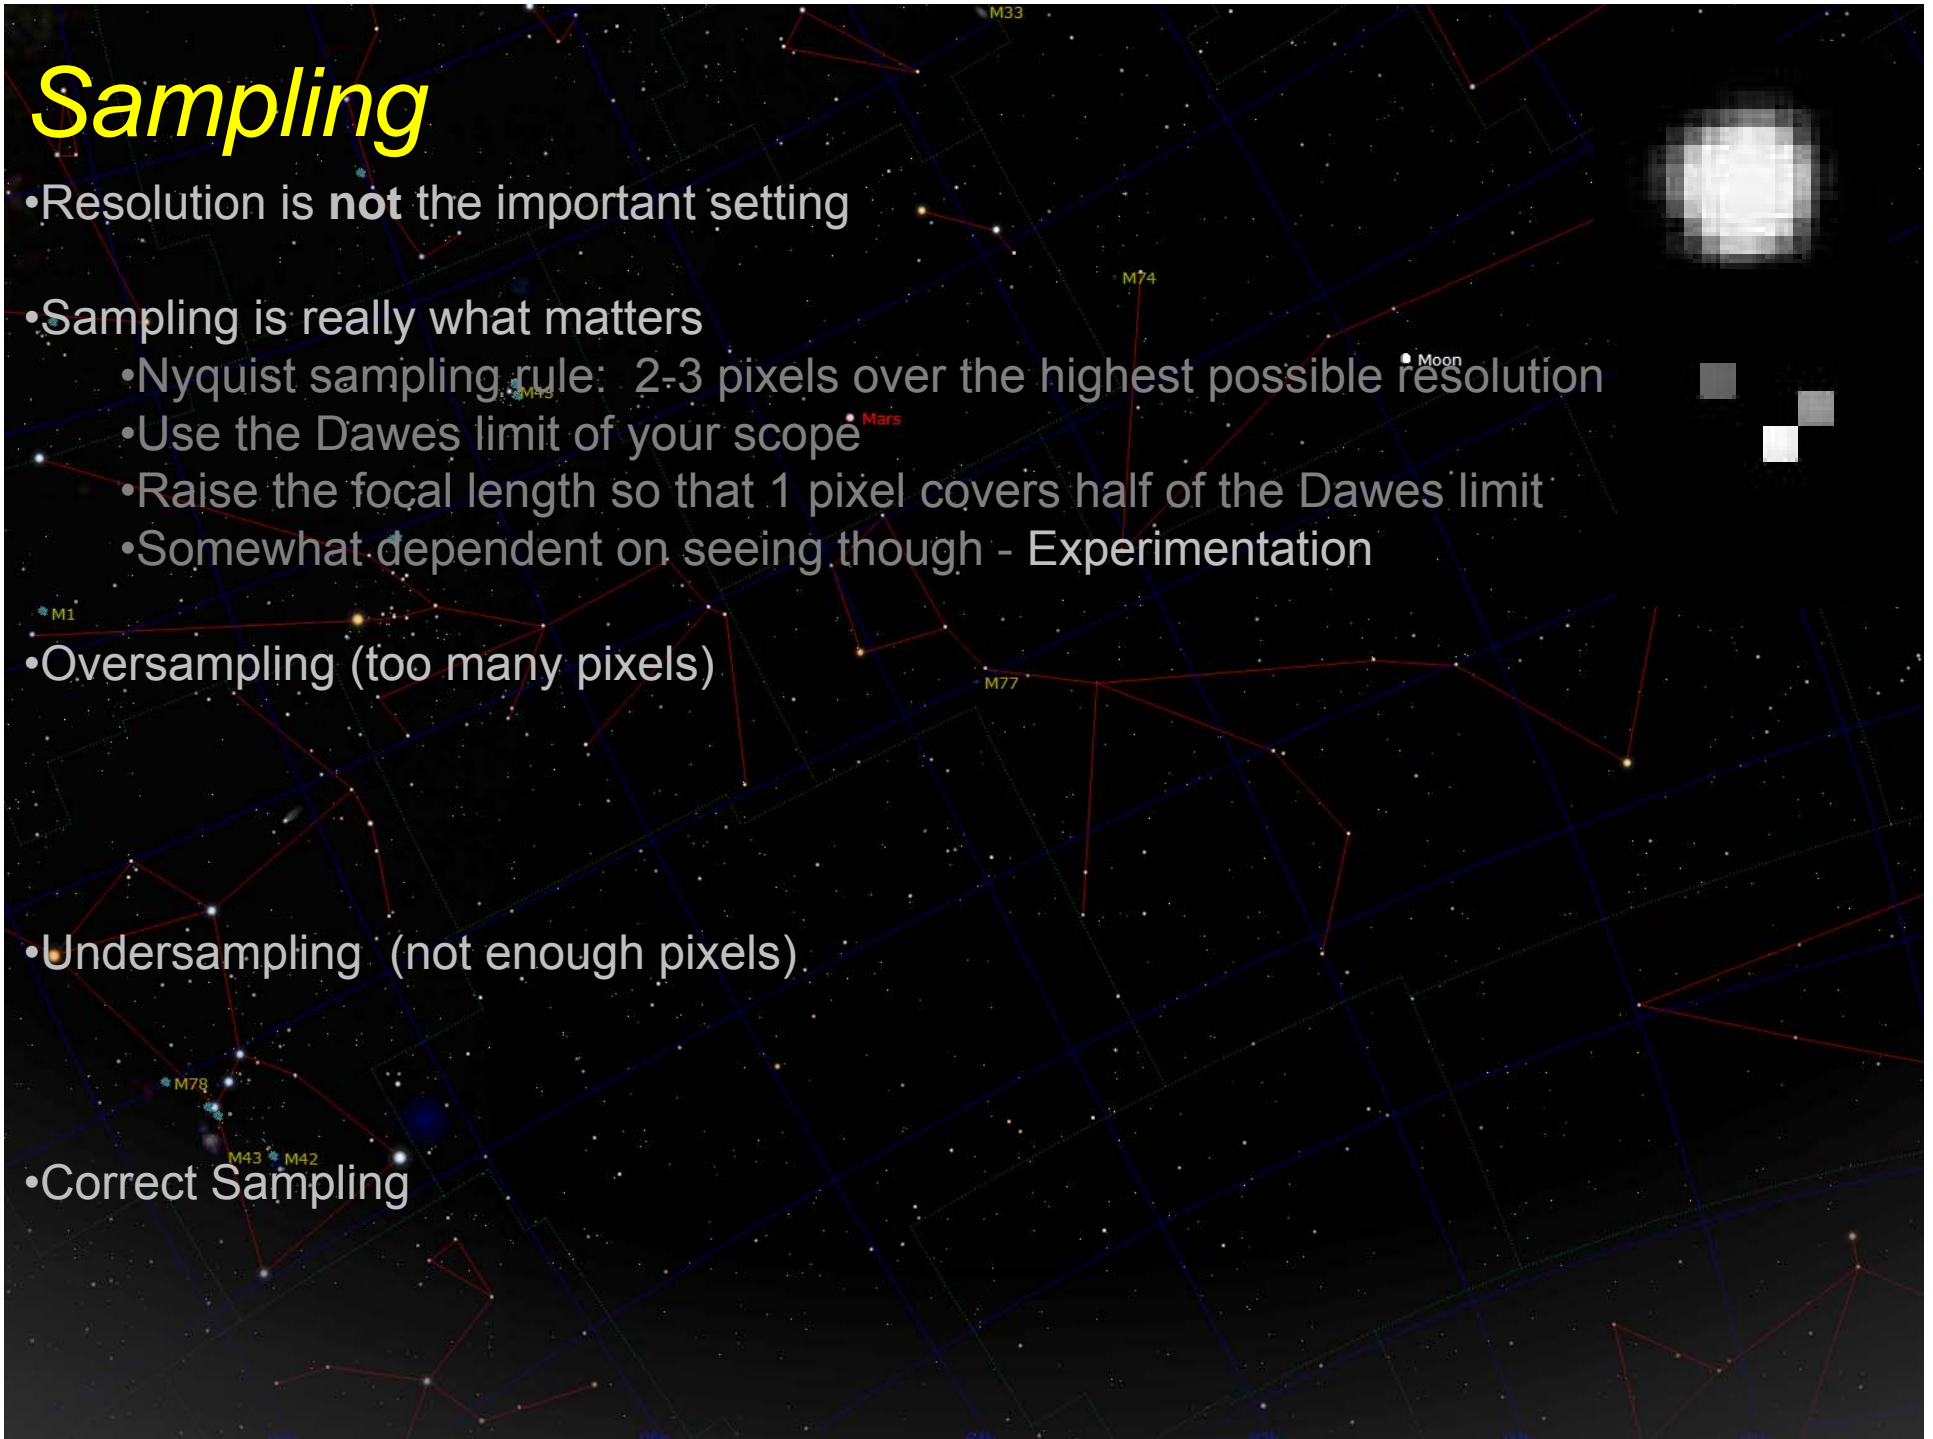 M33
Sampling
•Resolution is not the important setting
M74
•Sampling is really what matters
Moon
•Nyquist sampling rule:  2-3 pixels over the highest possible resolution
M45
Mars
•Use the Dawes limit of your scope
•Raise the focal length so that 1 pixel covers half of the Dawes limit
•Somewhat dependent on seeing though - Experimentation
M1
•Oversampling (too many pixels)
M77
•Undersampling  (not enough pixels)
M78
M43 M42
•Correct Sampling